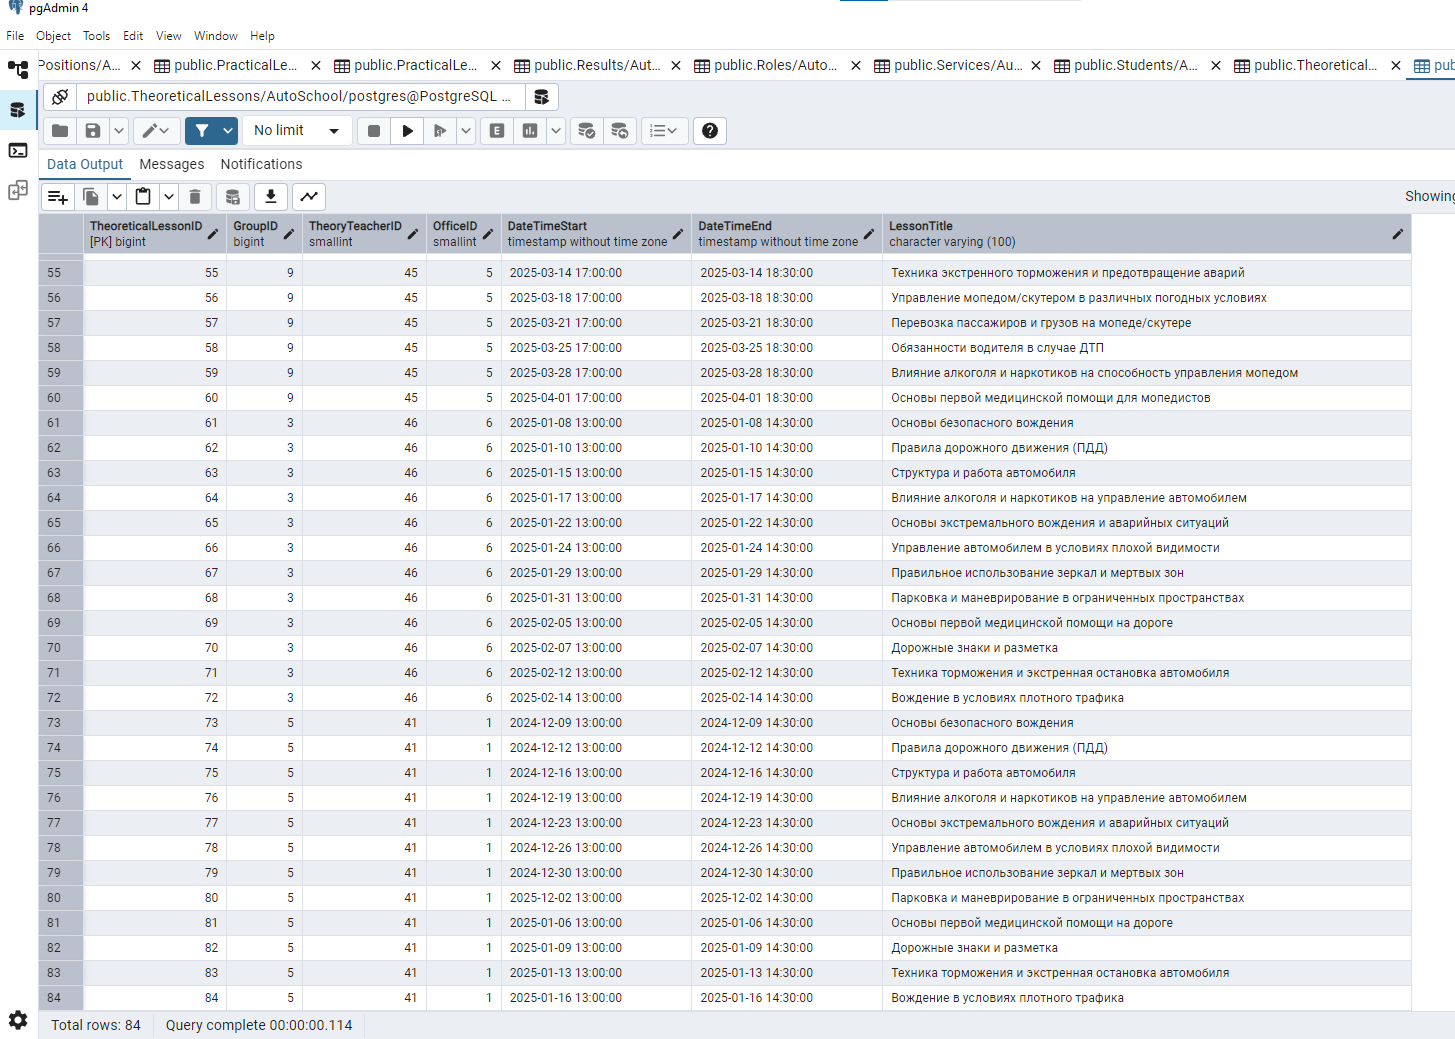 pgAdmin 4
File Object Tools Edit View Window Help
Positions/A... public.PracticalLe... public.PracticalLe... public.Results/Aut... public.Roles/Auto... public.Services/Au... public.Students/A... public.Theoretical... pub
public.TheoreticalLessons/AutoSchool/postgres@PostgreSQL ...
No limit E
Data Output Messages Notifications
Showing
TheoreticalLessonID GroupID TheoryTeacherID OfficeID DateTimeStart DateTimeEnd LessonTitle
[PK] bigint bigint smallint smallint timestamp without time zone timestamp without time zone character varying (100)
55 55 9 45 5 2025-03-14 17:00:00 2025-03-14 18:30:00 Техника экстренного торможения и предотвращение аварий
56 56 9 45 5 2025-03-18 17:00:00 2025-03-18 18:30:00 Управление мопедом/скутером в различных погодных условиях
57 57 9 45 5 2025-03-21 17:00:00 2025-03-21 18:30:00 Перевозка пассажиров и грузов на мопеде/скутере
58 58 9 45 5 2025-03-25 17:00:00 2025-03-25 18:30:00 Обязанности водителя в случае ДТП
59 59 9 45 5 2025-03-28 17:00:00 2025-03-28 18:30:00 Влияние алкоголя и наркотиков на способность управления мопедом
60 60 9 45 5 2025-04-01 17:00:00 2025-04-01 18:30:00 Основы первой медицинской помощи для мопедистов
61 61 3 46 6 2025-01-08 13:00:00 2025-01-08 14:30:00 Основы безопасного вождения
62 62 3 46 6 2025-01-10 13:00:00 2025-01-10 14:30:00 Правила дорожного движения (ПДД)
63 63 3 46 6 2025-01-15 13:00:00 2025-01-15 14:30:00 Структура и работа автомобиля
64 64 3 46 6 2025-01-17 13:00:00 2025-01-17 14:30:00 Влияние алкоголя и наркотиков на управление автомобилем
65 65 3 46 6 2025-01-22 13:00:00 2025-01-22 14:30:00 Основы экстремального вождения и аварийных ситуаций
66 66 3 46 6 2025-01-24 13:00:00 2025-01-24 14:30:00 Управление автомобилем в условиях плохой видимости
67 67 3 46 6 2025-01-29 13:00:00 2025-01-29 14:30:00 Правильное использование зеркал и мертвых зон
68 68 3 46 6 2025-01-31 13:00:00 2025-01-31 14:30:00 Парковка и маневрирование в ограниченных пространствах
69 69 3 46 6 2025-02-05 13:00:00 2025-02-05 14:30:00 Основы первой медицинской помощи на дороге
70 70 3 46 6 2025-02-07 13:00:00 2025-02-07 14:30:00 Дорожные знаки и разметка
71 71 3 46 6 2025-02-12 13:00:00 2025-02-12 14:30:00 Техника торможения и экстренная остановка автомобиля
72 72 3 46 6 2025-02-14 13:00:00 2025-02-14 14:30:00 Вождение в условиях плотного трафика
73 73 5 41 1 2024-12-09 13:00:00 2024-12-09 14:30:00 Основы безопасного вождения
74 74 5 41 1 2024-12-12 13:00:00 2024-12-12 14:30:00 Правила дорожного движения (ПДД)
75 75 5 41 1 2024-12-16 13:00:00 2024-12-16 14:30:00 Структура и работа автомобиля
76 76 5 41 1 2024-12-19 13:00:00 2024-12-19 14:30:00 Влияние алкоголя и наркотиков на управление автомобилем
77 77 5 41 1 2024-12-23 13:00:00 2024-12-23 14:30:00 Основы экстремального вождения и аварийных ситуаций
78 78 5 41 1 2024-12-26 13:00:00 2024-12-26 14:30:00 Управление автомобилем в условиях плохой видимости
79 79 5 41 1 2024-12-30 13:00:00 2024-12-30 14:30:00 Правильное использование зеркал и мертвых зон
80 80 5 41 1 2025-12-02 13:00:00 2025-12-02 14:30:00 Парковка и маневрирование в ограниченных пространствах
81 81 5 41 1 2025-01-06 13:00:00 2025-01-06 14:30:00 Основы первой медицинской помощи на дороге
82 82 5 41 1 2025-01-09 13:00:00 2025-01-09 14:30:00 Дорожные знаки и разметка
83 83 5 41 1 2025-01-13 13:00:00 2025-01-13 14:30:00 Техника торможения и экстренная остановка автомобиля
84 84 5 41 1 2025-01-16 13:00:00 2025-01-16 14:30:00 Вождение в условиях плотного трафика
Total rows: 84 Query complete 00:00:00.114